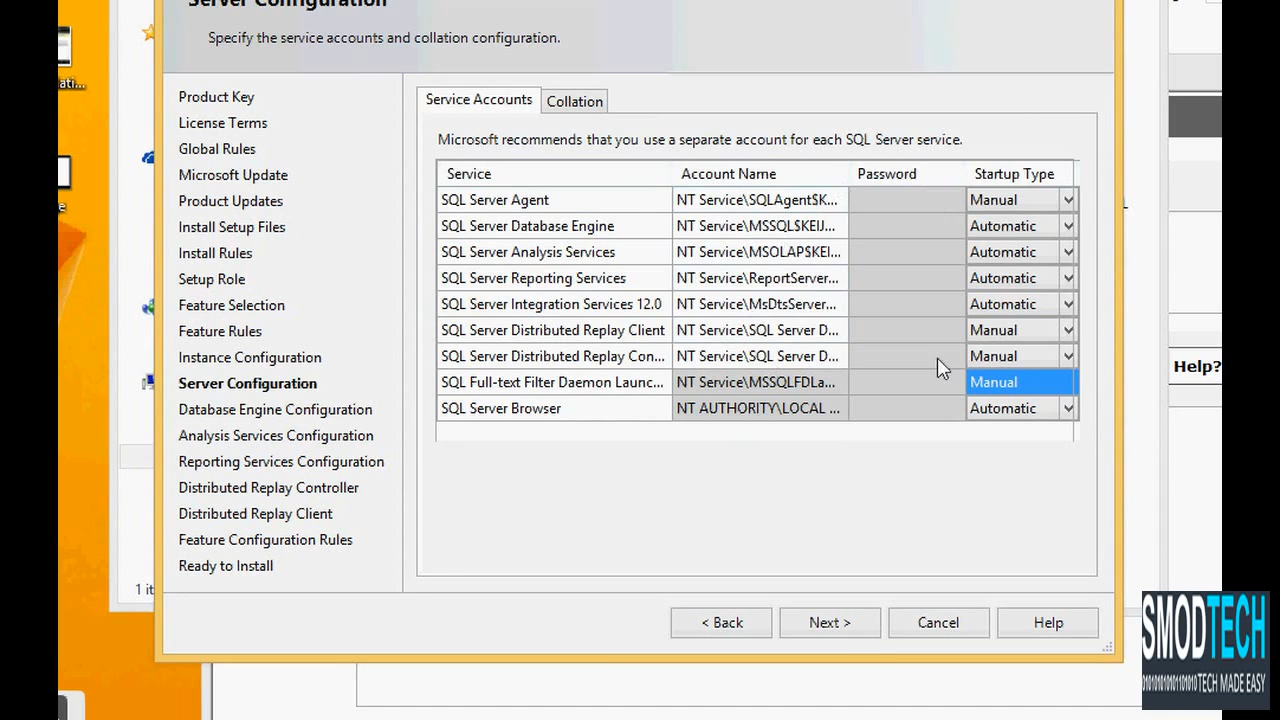 Server Configuration
Specify the service accounts and collation configuration.
Product Key
License Terms
Global Rules
Microsoft Update
Product Updates
Install Setup Files
Install Rules
Setup Role
Feature Selection
Feature Rules
Instance Configuration
Server Configuration
Database Engine Configuration
Analysis Services Configuration
Reporting Services Configuration
Distributed Replay Controller
Distributed Replay Client
Feature Configuration Rules
Ready to Install
Service Accounts Collation
Microsoft recommends that you use a separate account for each SQL Server service.
Service Account Name Password Startup Type
SQL Server Agent NT Service\SQLAgent$K... Manual
SQL Server Database Engine NT Service\MSSQL$KEIJ... Automatic
SQL Server Analysis Services NT Service\MSOLAP$KEI... Automatic
SQL Server Reporting Services NT Service\ReportServer... Automatic
SQL Server Integration Services 12.0 NT Service\MsDtsServer... Automatic
SQL Server Distributed Replay Client NT Service\SQL Server D... Manual
SQL Server Distributed Replay Con... NT Service\SQL Server D... Manual
SQL Full-text Filter Daemon Launc... NT Service\MSSQLFDLa... Manual
SQL Server Browser NT AUTHORITY\LOCAL ... Automatic
< Back Next > Cancel Help
Help?
ati...
e
1 it
SMODTECH
TECH MADE EASY